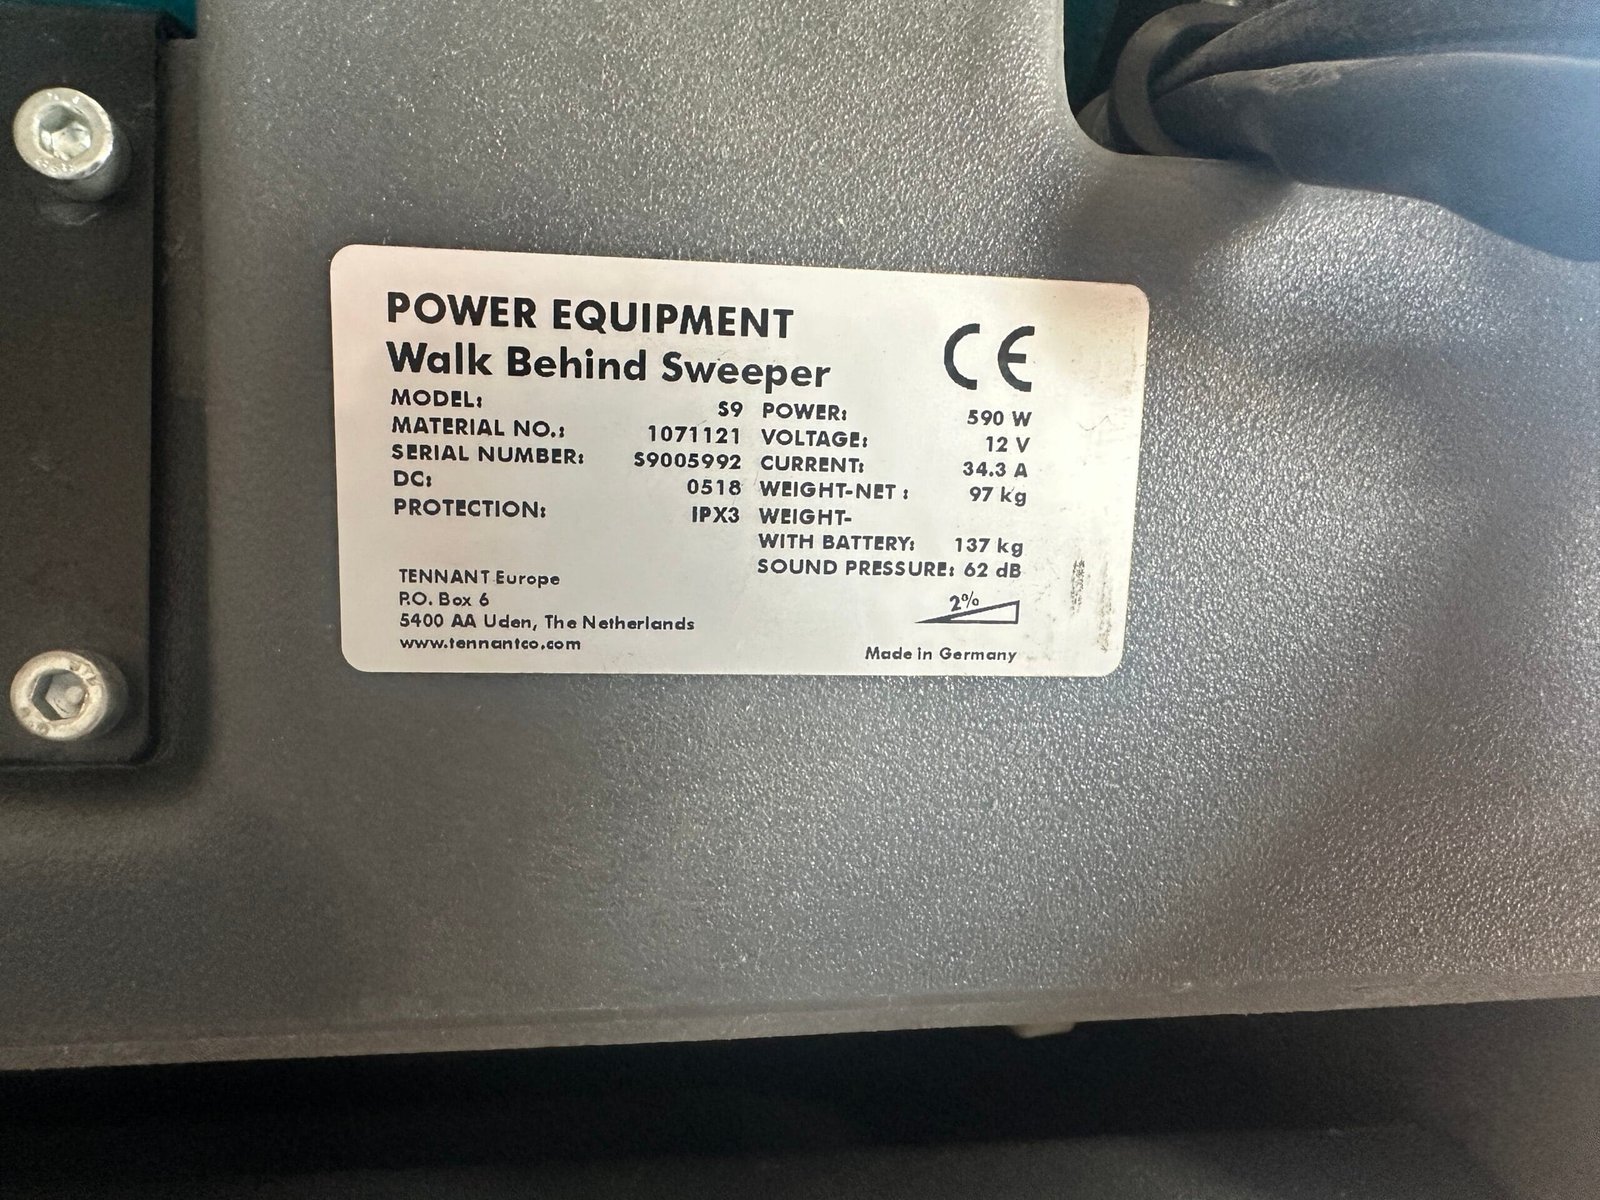 POWER EQUIPMENT
Walk Behind Sweeper
CE
MODEL: S9
MATERIAL NO.: 1071121
SERIAL NUMBER: S9005992
DC: 0518
PROTECTION: IPX3
POWER: 590 W
VOLTAGE: 12 V
CURRENT: 34.3 A
WEIGHT-NET : 97 kg
WEIGHT-
WITH BATTERY: 137 kg
SOUND PRESSURE: 62 dB
2%
TENNANT Europe
P.O. Box 6
5400 AA Uden, The Netherlands
www.tennantco.com
Made in Germany